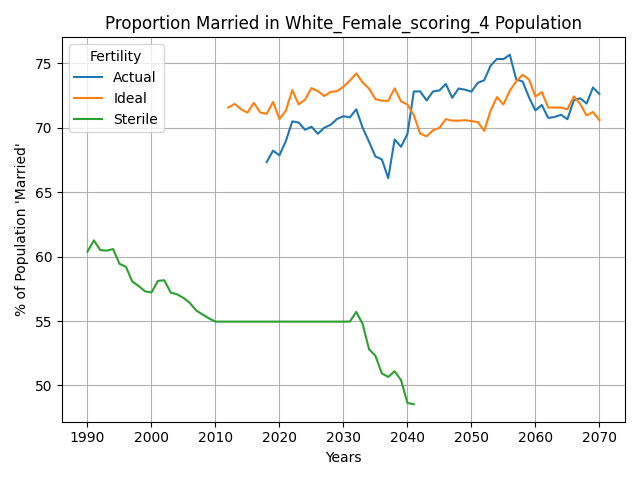 Proportion Married in White_Female_scoring_4 Population
Fertility
Actual
Ideal
Sterile
% of Population 'Married'
75
70
65
60
55
50
1990 2000 2010 2020 2030 2040 2050 2060 2070
Years